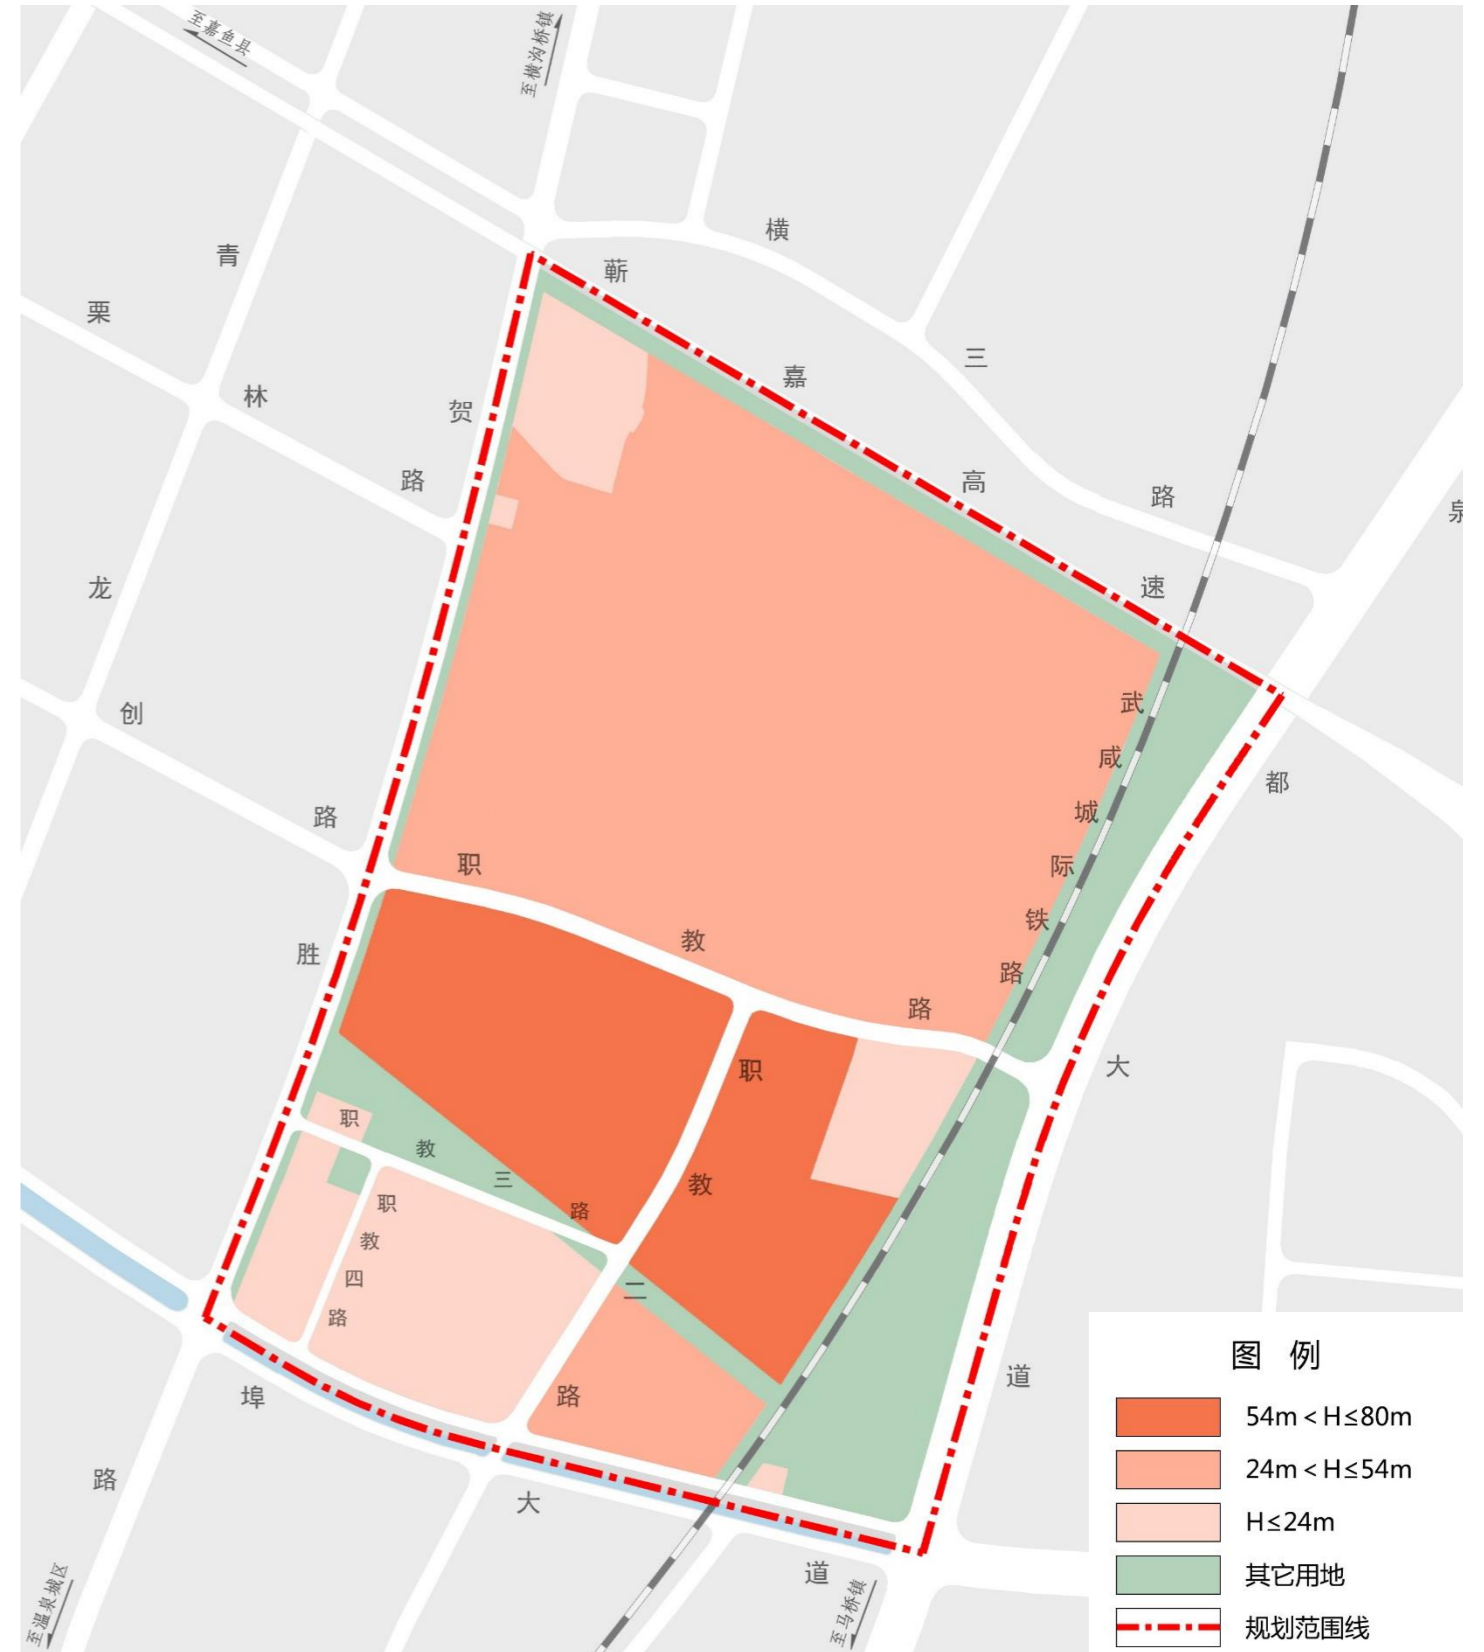 至嘉鱼县
至横沟桥镇
横三路
蕲嘉高速
青龙路
栗林路
贺胜路
创路
泉都大道
武咸城际铁路
职教路
职教二路
职教三路
职教四路
埠大道
至温泉城区
至马桥镇
图 例
54m<H≤80m
24m<H≤54m
H≤24m
其它用地
规划范围线